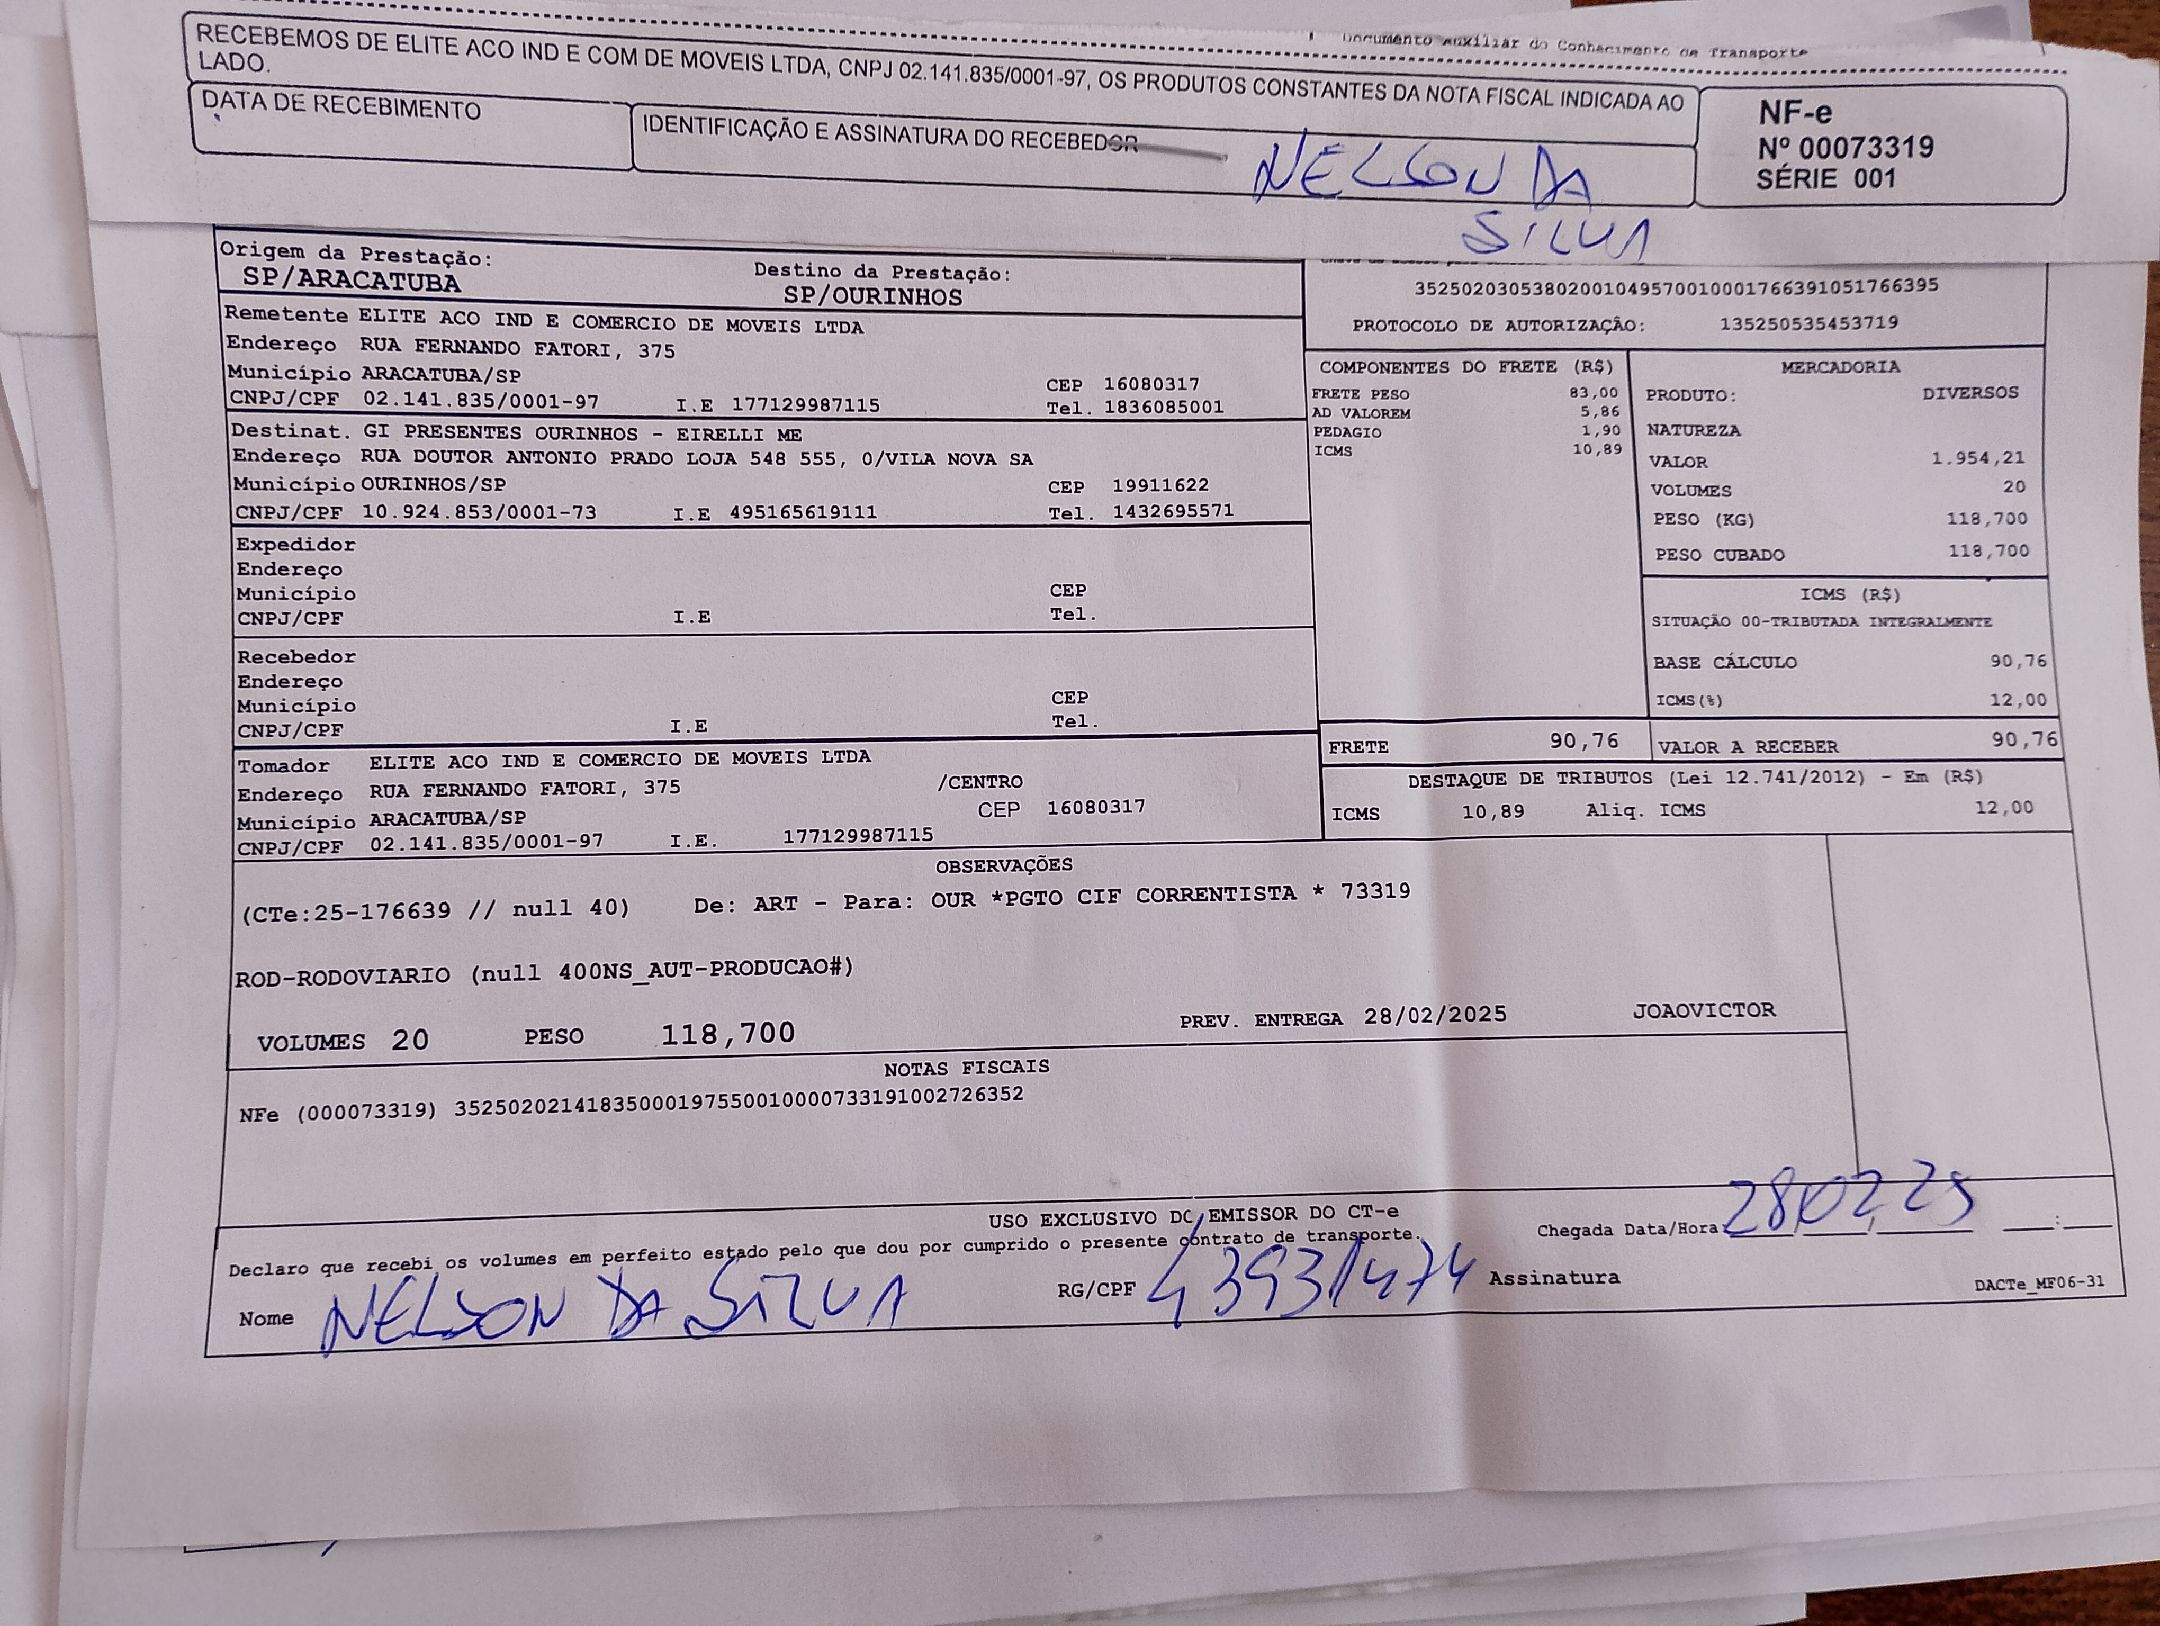 Documento Auxiliar do Conhecimento de Transporte
RECEBEMOS DE ELITE ACO IND E COM DE MOVEIS LTDA, CNPJ 02.141.835/0001-97, OS PRODUTOS CONSTANTES DA NOTA FISCAL INDICADA AO
LADO.
DATA DE RECEBIMENTO
IDENTIFICAÇÃO E ASSINATURA DO RECEBEDOR
NELSON DA
SILVA
NF-e
Nº 00073319
SÉRIE 001
Origem da Prestação:
SP/ARACATUBA
Destino da Prestação:
SP/OURINHOS
35250203053802001049570010001766391051766395
PROTOCOLO DE AUTORIZAÇÃO: 135250535453719
Remetente ELITE ACO IND E COMERCIO DE MOVEIS LTDA
Endereço RUA FERNANDO FATORI, 375
Município ARACATUBA/SP CEP 16080317
CNPJ/CPF 02.141.835/0001-97 I.E 177129987115 Tel. 1836085001
Destinat. GI PRESENTES OURINHOS - EIRELLI ME
Endereço RUA DOUTOR ANTONIO PRADO LOJA 548 555, 0/VILA NOVA SA
Município OURINHOS/SP CEP 19911622
CNPJ/CPF 10.924.853/0001-73 I.E 495165619111 Tel. 1432695571
Expedidor
Endereço
Município CEP
CNPJ/CPF I.E Tel.
Recebedor
Endereço
Município CEP
CNPJ/CPF I.E Tel.
Tomador ELITE ACO IND E COMERCIO DE MOVEIS LTDA
Endereço RUA FERNANDO FATORI, 375 /CENTRO
Município ARACATUBA/SP CEP 16080317
CNPJ/CPF 02.141.835/0001-97 I.E. 177129987115
COMPONENTES DO FRETE (R$)
FRETE PESO 83,00
AD VALOREM 5,86
PEDAGIO 1,90
ICMS 10,89
MERCADORIA
PRODUTO: DIVERSOS
NATUREZA
VALOR 1.954,21
VOLUMES 20
PESO (KG) 118,700
PESO CUBADO 118,700
ICMS (R$)
SITUAÇÃO 00-TRIBUTADA INTEGRALMENTE
BASE CÁLCULO 90,76
ICMS(%) 12,00
FRETE 90,76 VALOR A RECEBER 90,76
DESTAQUE DE TRIBUTOS (Lei 12.741/2012) - Em (R$)
ICMS 10,89 Aliq. ICMS 12,00
OBSERVAÇÕES
(CTe:25-176639 // null 40) De: ART - Para: OUR *PGTO CIF CORRENTISTA * 73319
ROD-RODOVIARIO (null 400NS_AUT-PRODUCAO#)
VOLUMES 20 PESO 118,700 PREV. ENTREGA 28/02/2025 JOAOVICTOR
NOTAS FISCAIS
NFe (000073319) 35250202141835000197550010000733191002726352
USO EXCLUSIVO DO EMISSOR DO CT-e
Declaro que recebi os volumes em perfeito estado pelo que dou por cumprido o presente contrato de transporte.
Chegada Data/Hora 28/02/25 __:__
Nome NELSON DA SILVA RG/CPF 43931474 Assinatura
DACTe_MF06-31